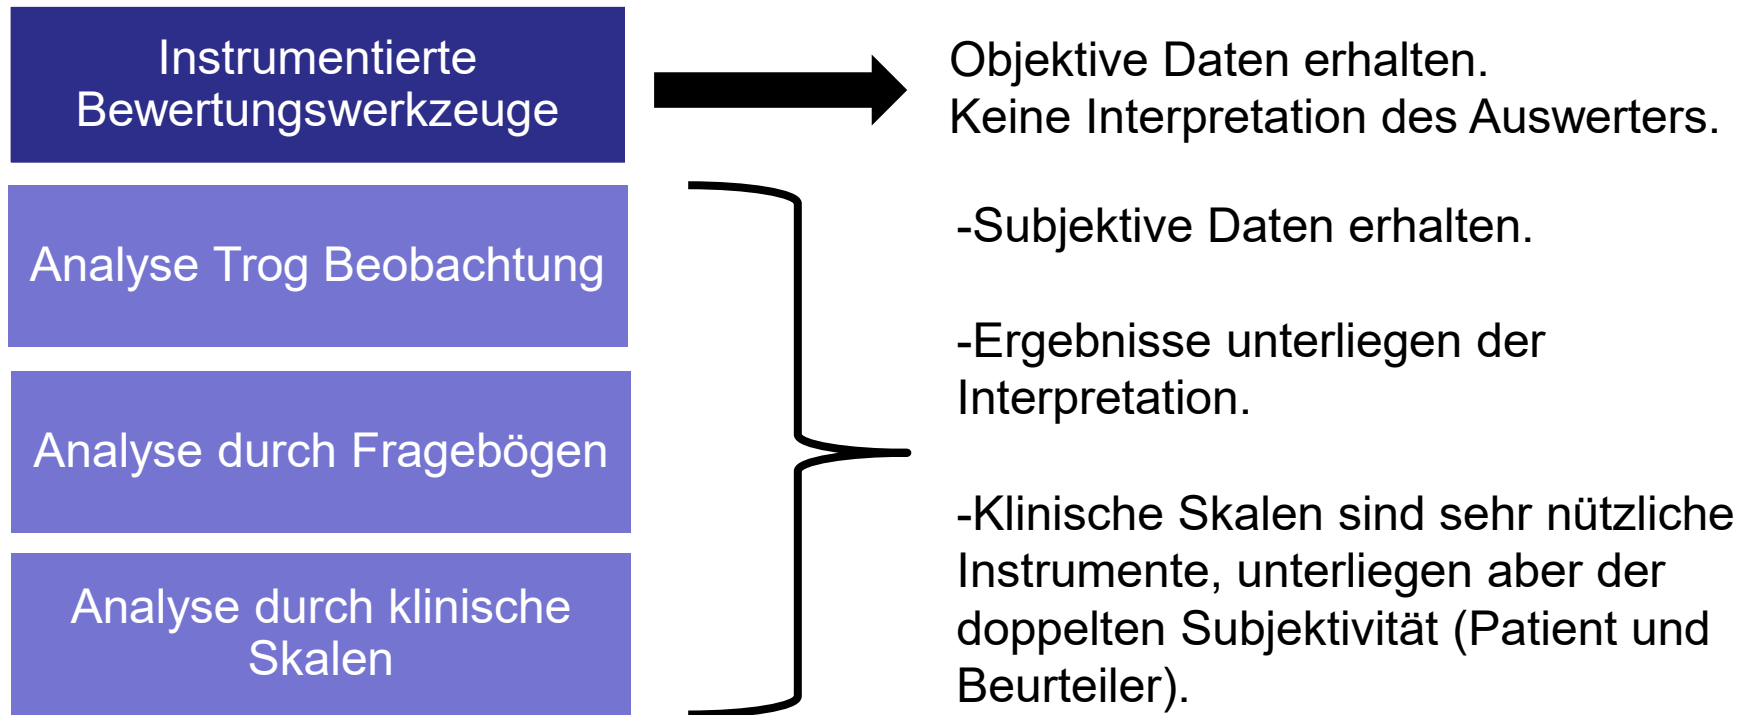 Instrumentierte
Bewertungswerkzeuge
Objektive Daten erhalten.
Keine Interpretation des Auswerters.
Analyse Trog Beobachtung
Analyse durch Fragebögen
Analyse durch klinische
Skalen
-Subjektive Daten erhalten.
-Ergebnisse unterliegen der
Interpretation.
-Klinische Skalen sind sehr nützliche
Instrumente, unterliegen aber der
doppelten Subjektivität (Patient und
Beurteiler).